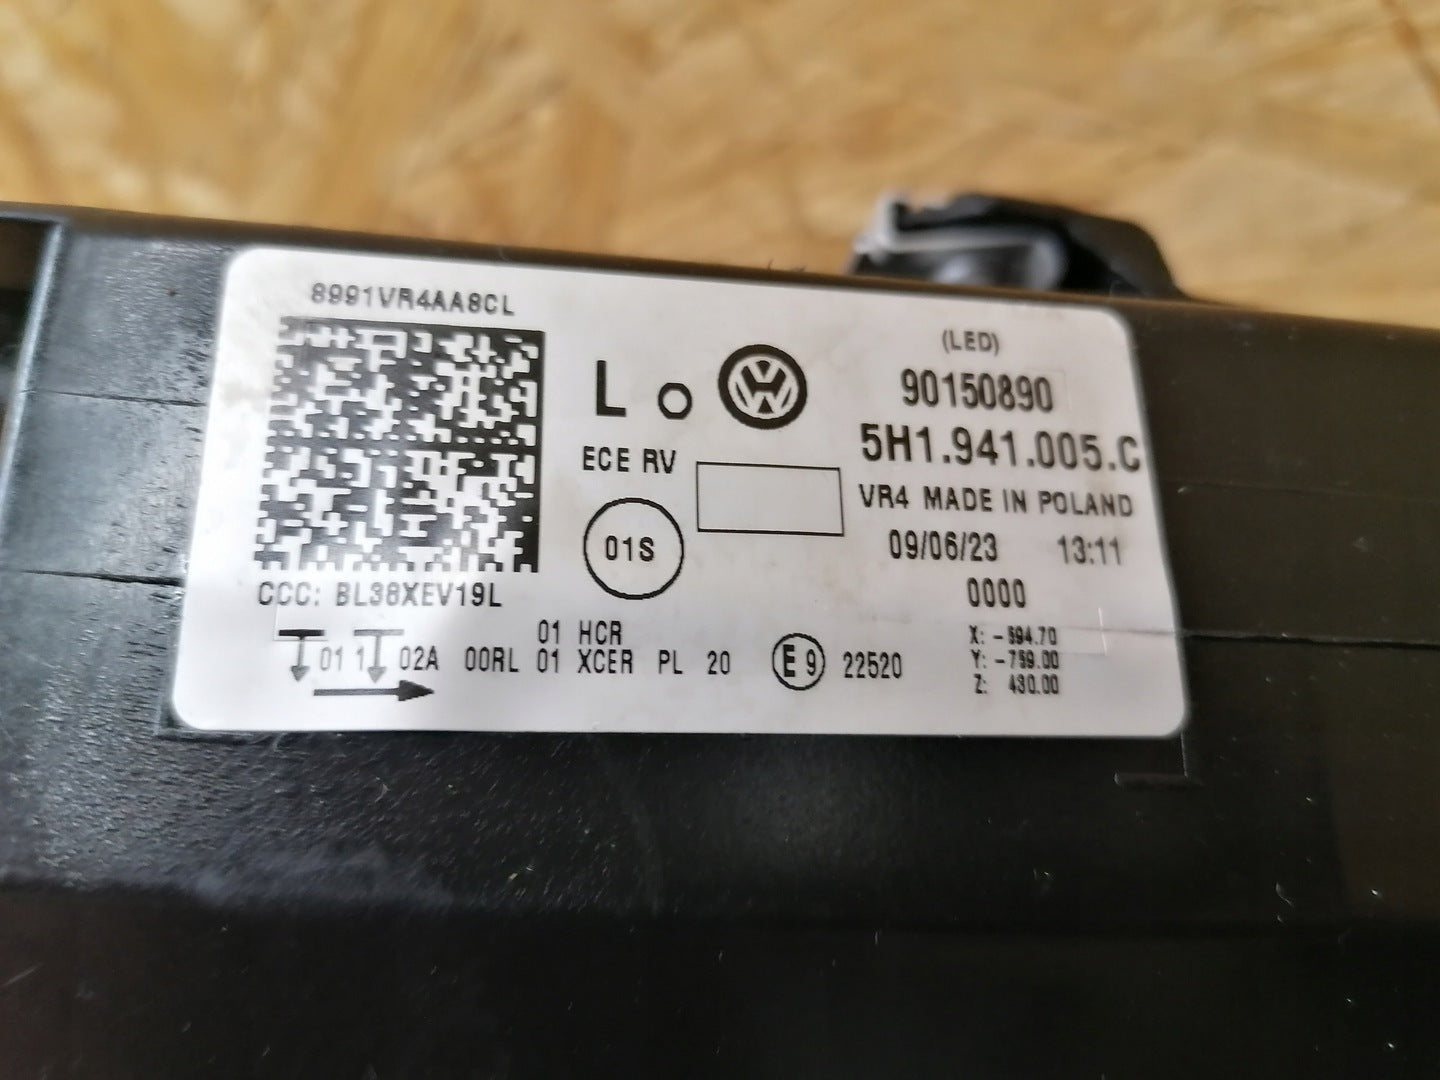 8991VR4AA8CL
(LED)
L o
90150890
5H1.941.005.C
ECE RV
VR4 MADE IN POLAND
01S
09/06/23 13:11
0000
CCC: BL38XEV19L
01 HCR
01 1 02A 00RL 01 XCER PL 20 E9 22520
X: -594.70
Y: -759.00
Z: 430.00